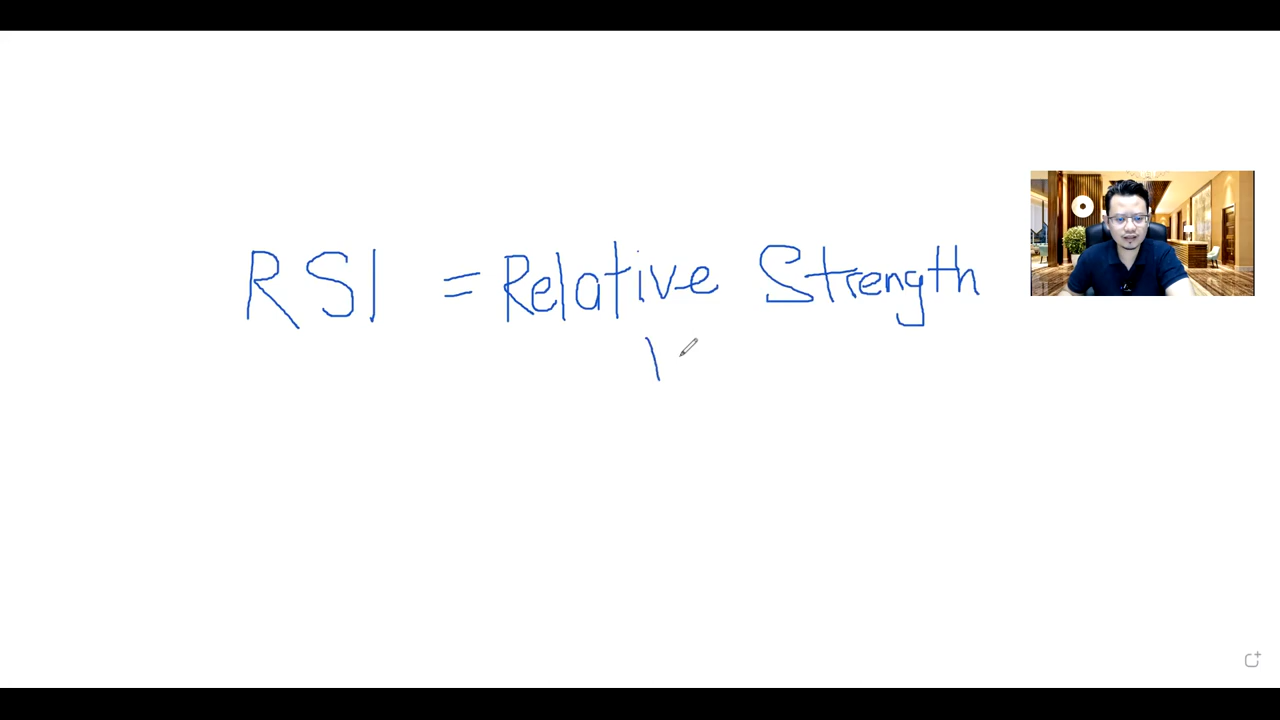 RSI = Relative Strength
I